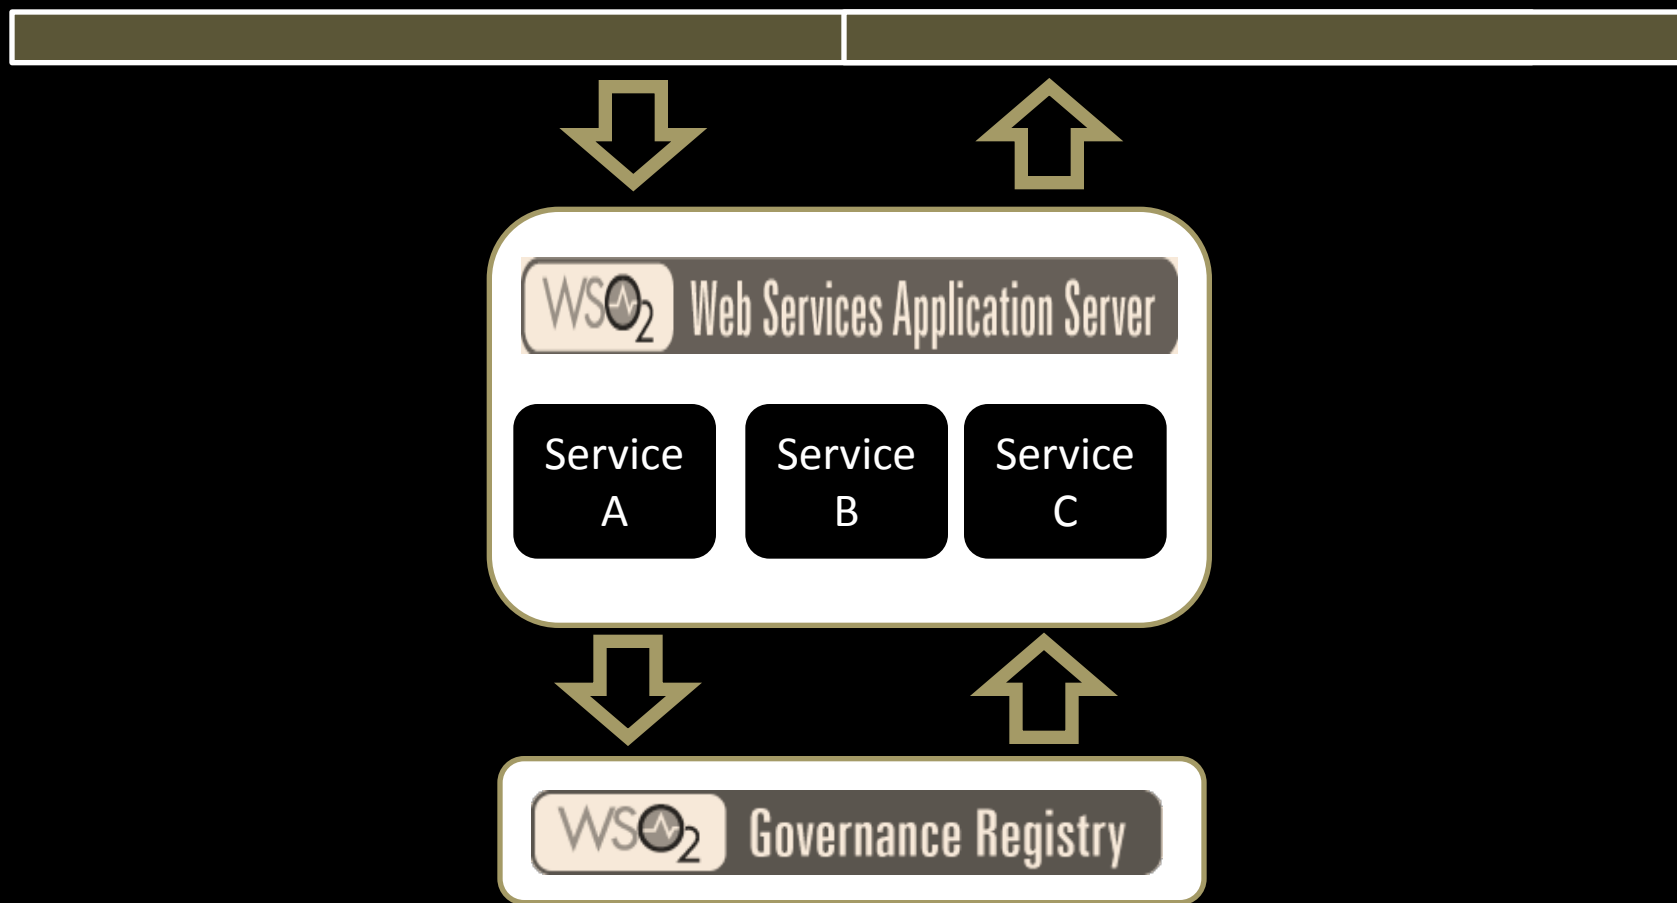 WSO2 Web Services Application Server
Service
A
Service
B
Service
C
WSO2 Governance Registry